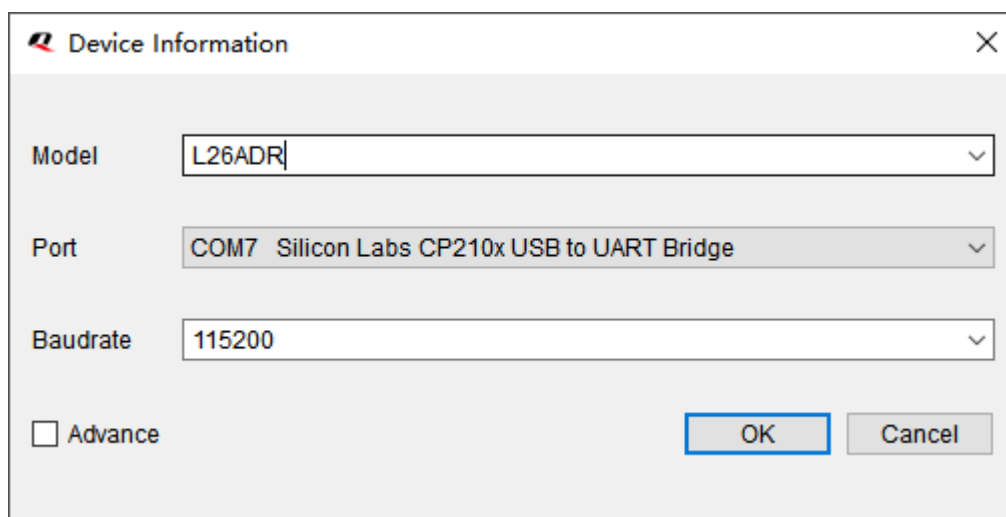 Device Information
Model L26ADR
Port COM7 Silicon Labs CP210x USB to UART Bridge
Baudrate 115200
Advance OK Cancel